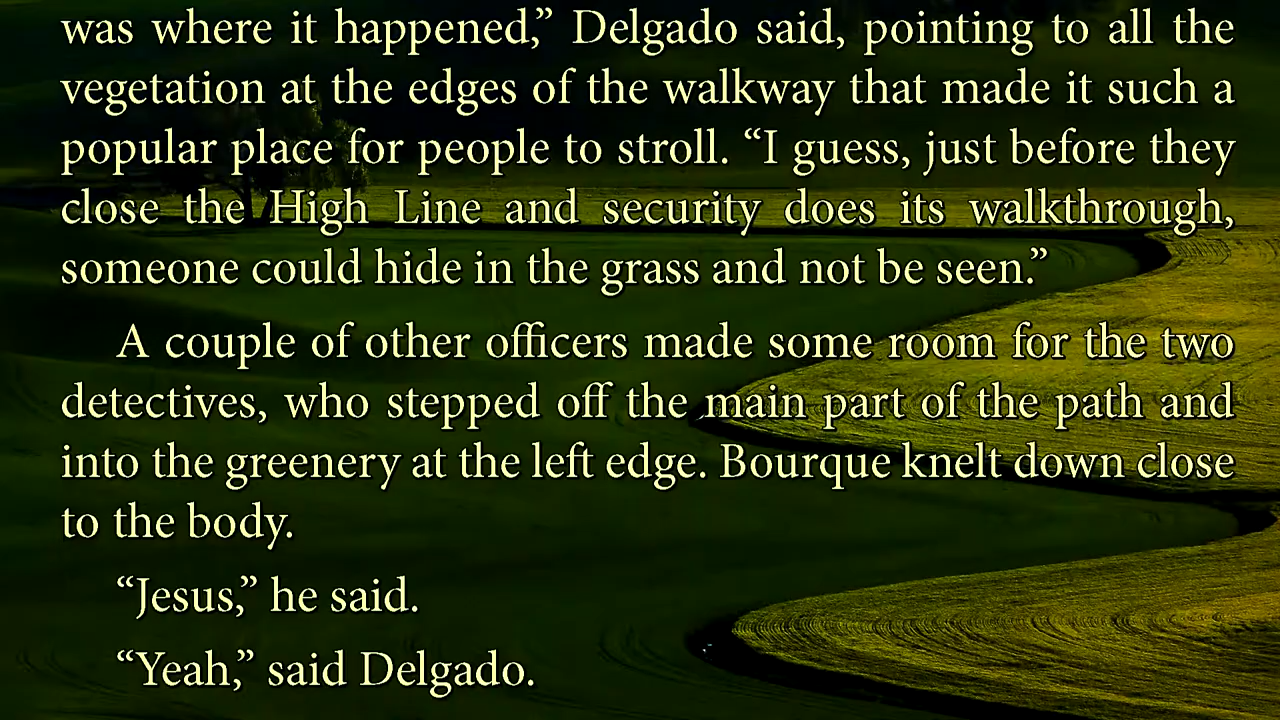 was where it happened,” Delgado said, pointing to all the
vegetation at the edges of the walkway that made it such a
popular place for people to stroll. “I guess, just before they
close the High Line and security does its walkthrough,
someone could hide in the grass and not be seen.”
A couple of other officers made some room for the two
detectives, who stepped off the main part of the path and
into the greenery at the left edge. Bourque knelt down close
to the body.
“Jesus,” he said.
“Yeah,” said Delgado.